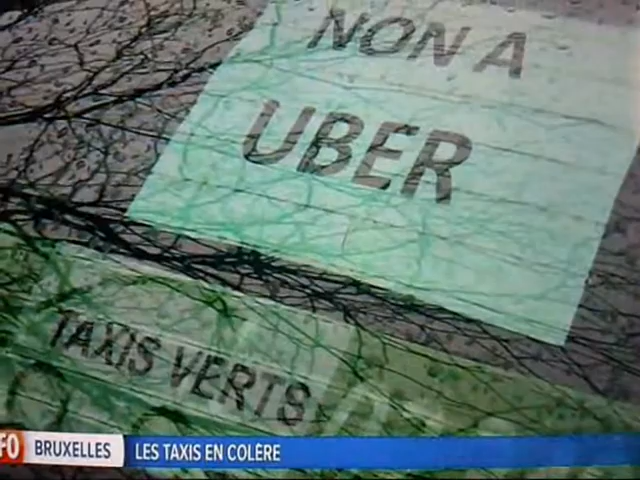 NON A
UBER
TAXIS VERTS
FO BRUXELLES LES TAXIS EN COLÈRE